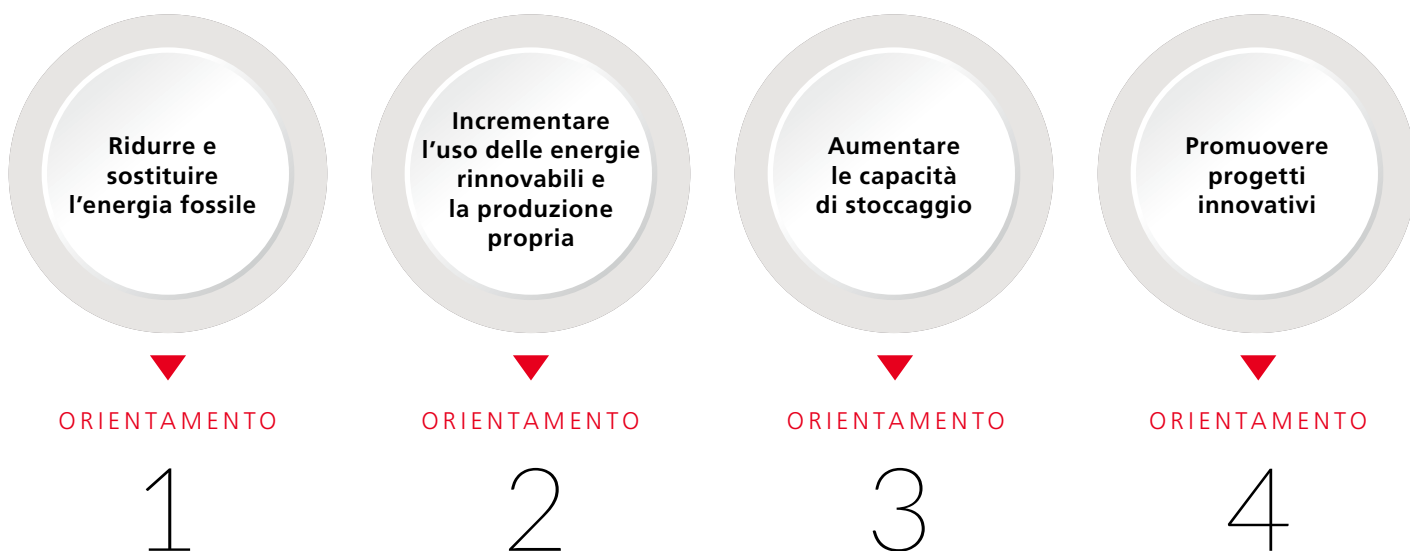 Ridurre e
sostituire
l'energia fossile
Incrementare
l'uso delle energie
rinnovabili e
la produzione
propria
Aumentare
le capacità
di stoccaggio
Promuovere
progetti
innovativi
ORIENTAMENTO
1
ORIENTAMENTO
2
ORIENTAMENTO
3
ORIENTAMENTO
4